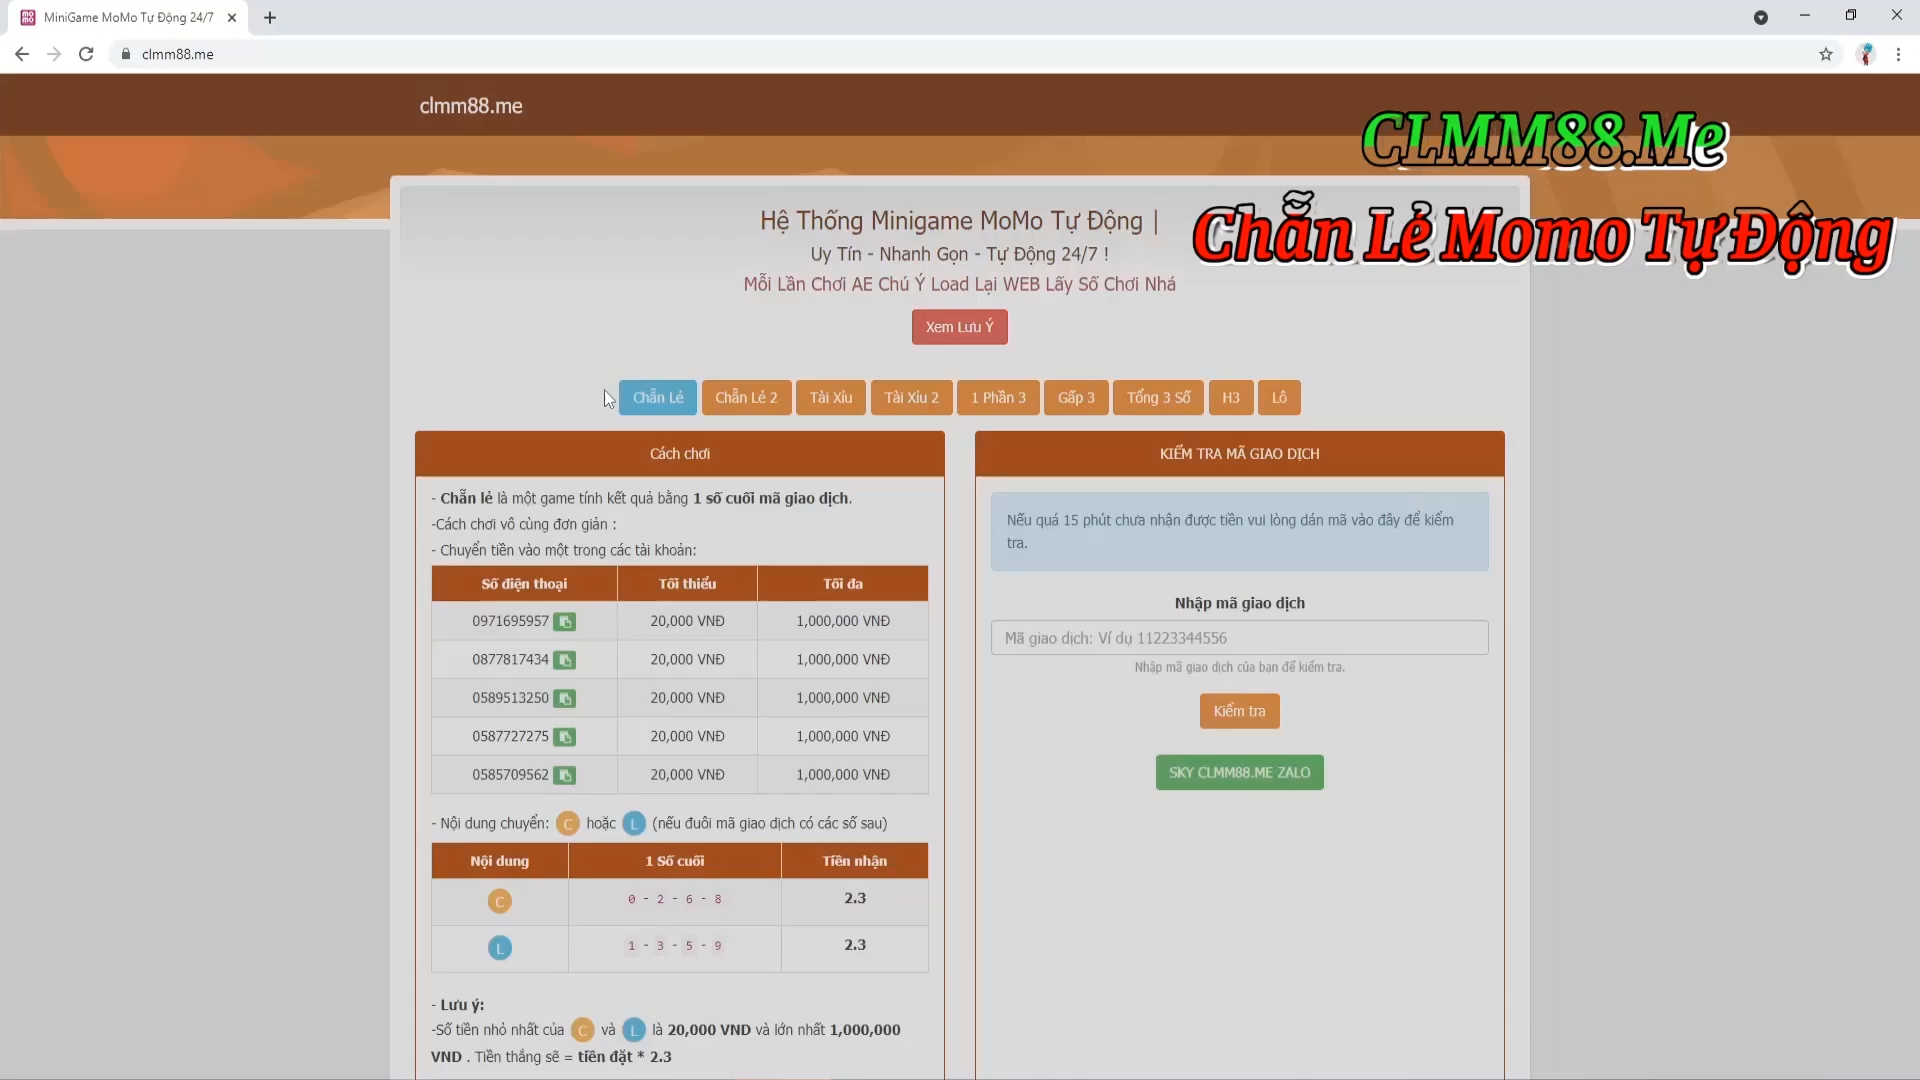 MiniGame MoMo Tự Động 24/7
clmm88.me
clmm88.me
CLMM88.Me
Chẵn Lẻ Momo Tự Động
Hệ Thống Minigame MoMo Tự Động |
Uy Tín - Nhanh Gọn - Tự Động 24/7 !
Mỗi Lần Chơi AE Chú Ý Load Lại WEB Lấy Số Chơi Nhá
Xem Lưu Ý
Chẵn Lẻ Chẵn Lẻ 2 Tài Xỉu Tài Xỉu 2 1 Phần 3 Gấp 3 Tổng 3 Số H3 Lô
Cách chơi
- Chẵn lẻ là một game tính kết quả bằng 1 số cuối mã giao dịch.
-Cách chơi vô cùng đơn giản :
- Chuyển tiền vào một trong các tài khoản:
Số điện thoại Tối thiểu Tối đa
0971695957 20,000 VNĐ 1,000,000 VNĐ
0877817434 20,000 VNĐ 1,000,000 VNĐ
0589513250 20,000 VNĐ 1,000,000 VNĐ
0587727275 20,000 VNĐ 1,000,000 VNĐ
0585709562 20,000 VNĐ 1,000,000 VNĐ
- Nội dung chuyển: C hoặc L (nếu đuôi mã giao dịch có các số sau)
Nội dung 1 Số cuối Tiền nhận
C 0 - 2 - 6 - 8 2.3
L 1 - 3 - 5 - 9 2.3
- Lưu ý:
-Số tiền nhỏ nhất của C và L là 20,000 VND và lớn nhất 1,000,000
VND . Tiền thắng sẽ = tiền đặt * 2.3
KIỂM TRA MÃ GIAO DỊCH
Nếu quá 15 phút chưa nhận được tiền vui lòng dán mã vào đây để kiểm
tra.
Nhập mã giao dịch
Mã giao dịch: Ví dụ 11223344556
Nhập mã giao dịch của bạn để kiểm tra.
Kiểm tra
SKY CLMM88.ME ZALO